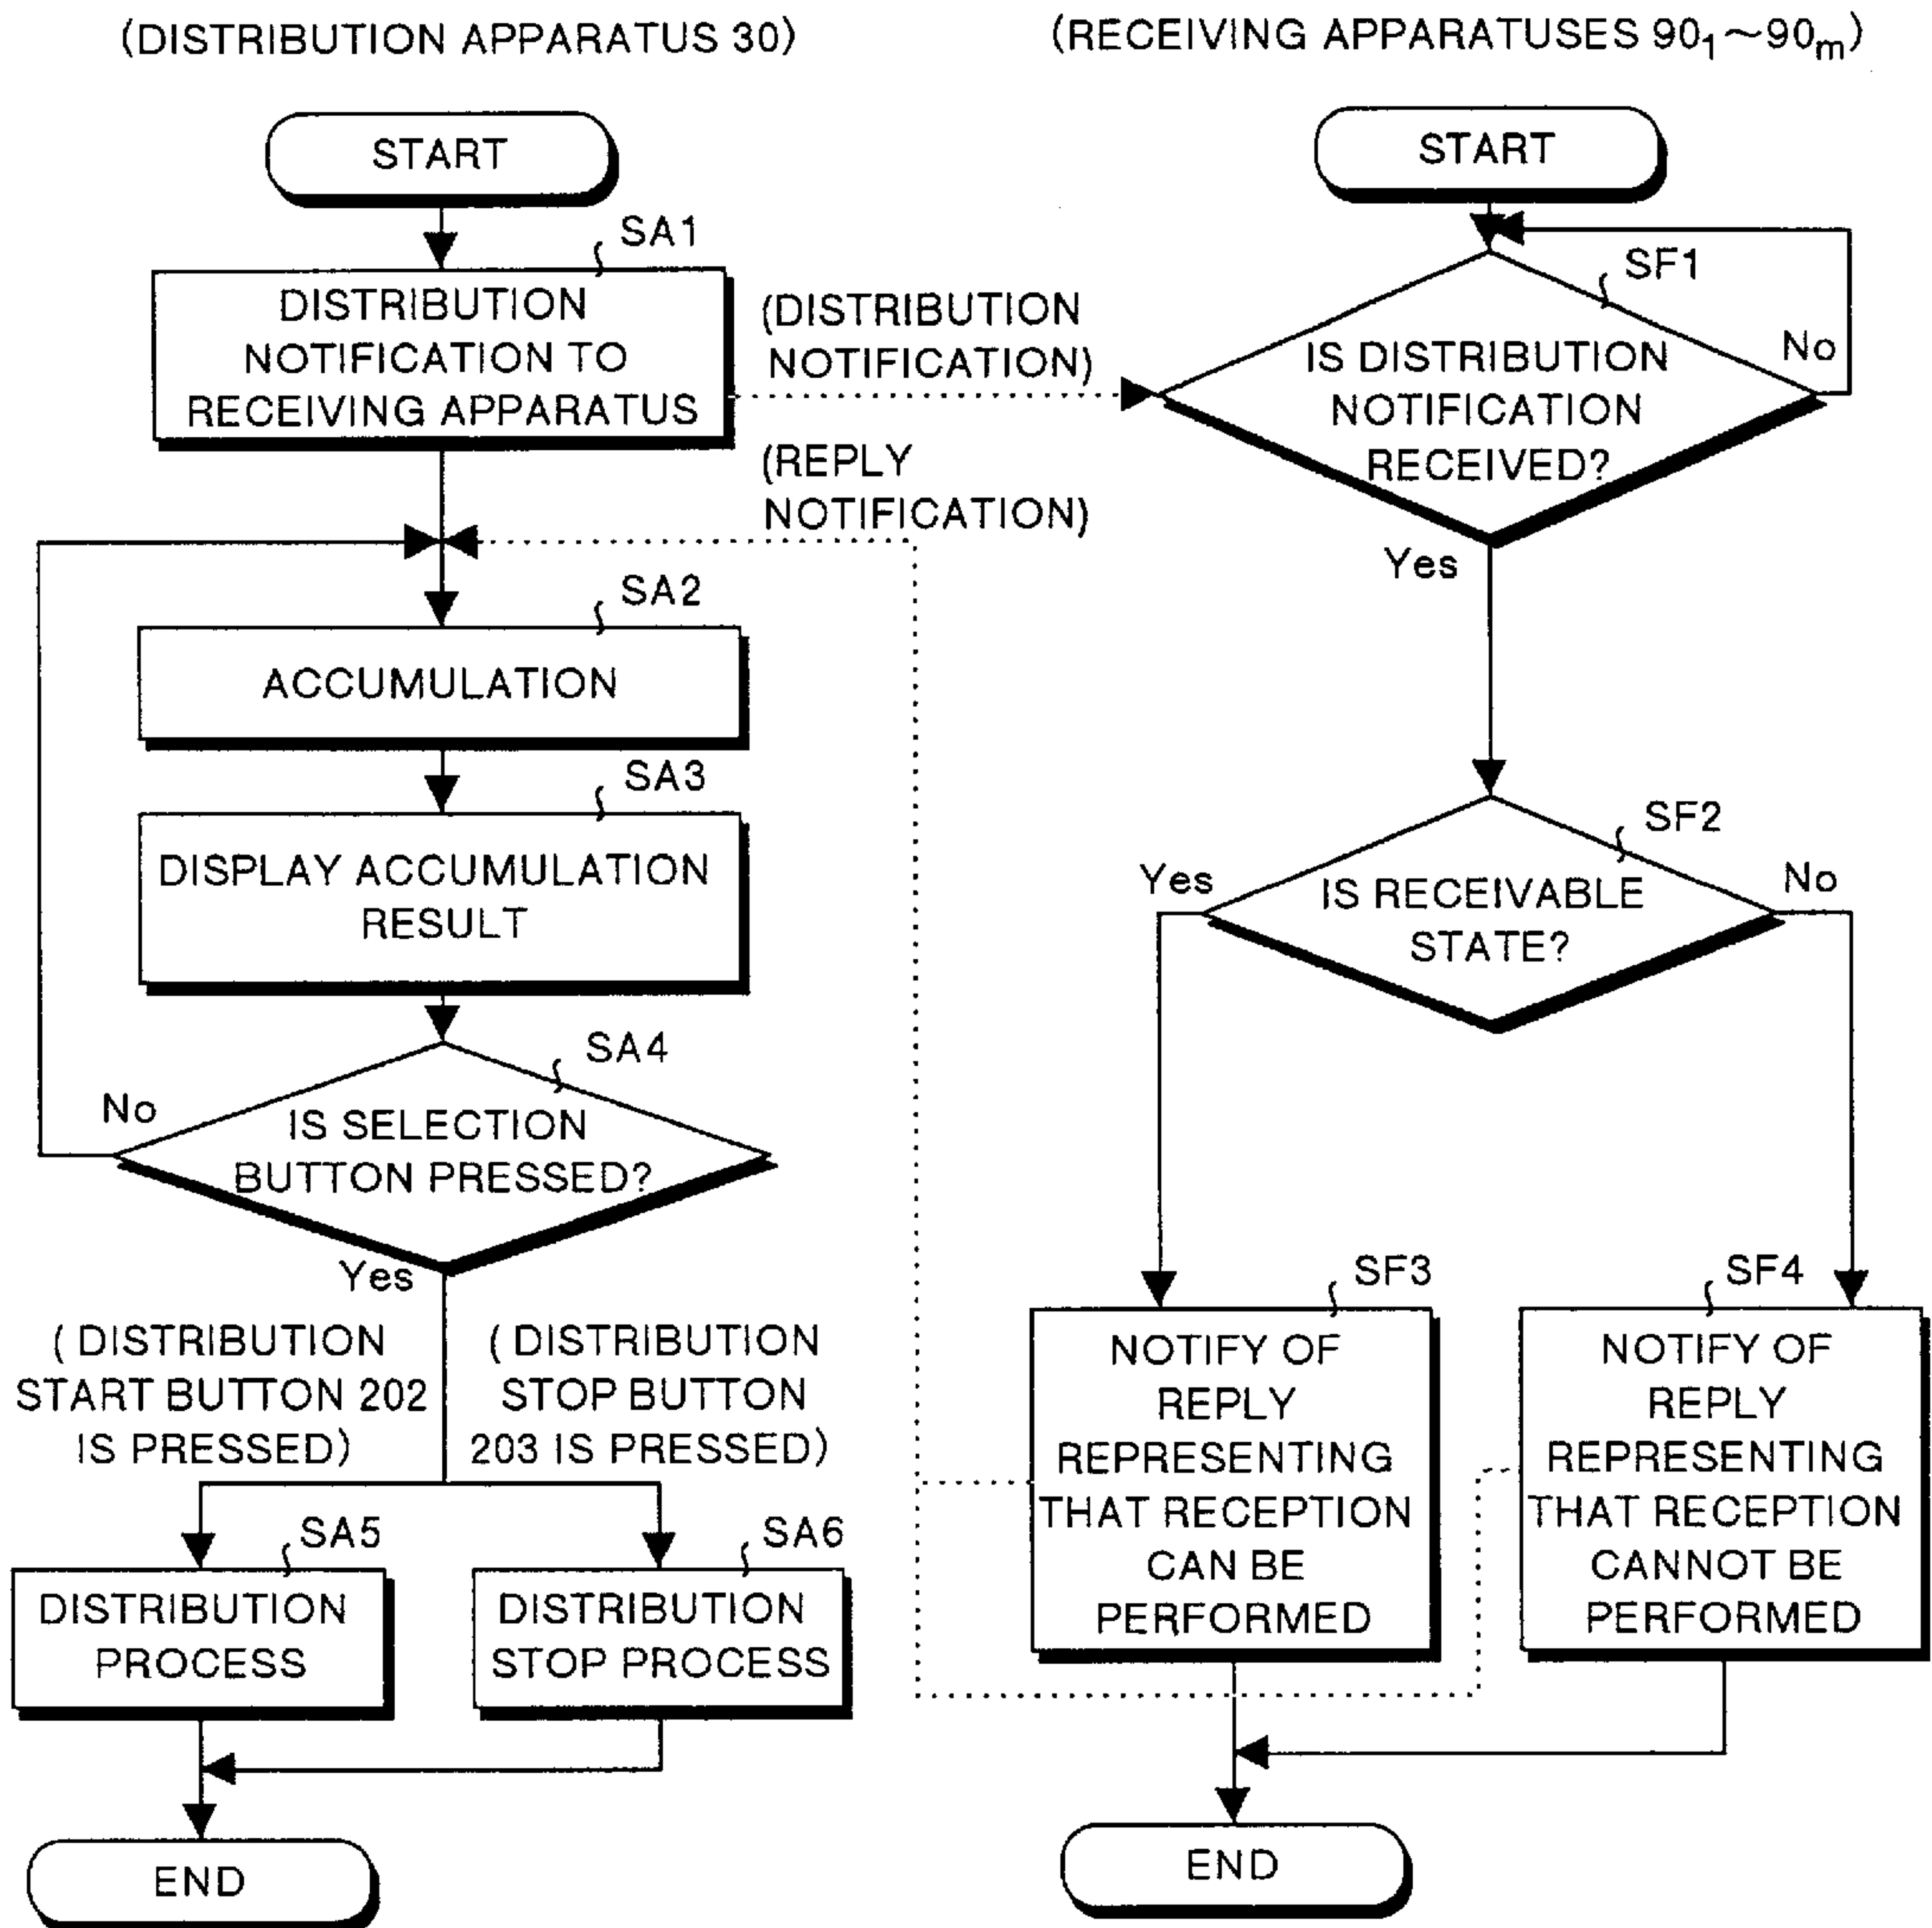 (DISTRIBUTION APPARATUS 30)
START
SA1
DISTRIBUTION
NOTIFICATION TO
RECEIVING APPARATUS
(DISTRIBUTION
NOTIFICATION)
(REPLY
NOTIFICATION)
SA2
ACCUMULATION
SA3
DISPLAY ACCUMULATION
RESULT
SA4
No
IS SELECTION
BUTTON PRESSED?
Yes
( DISTRIBUTION
START BUTTON 202
IS PRESSED)
( DISTRIBUTION
STOP BUTTON
203 IS PRESSED)
SA5
DISTRIBUTION
PROCESS
SA6
DISTRIBUTION
STOP PROCESS
END
(RECEIVING APPARATUSES 90₁～90ₘ)
START
SF1
No
IS DISTRIBUTION
NOTIFICATION
RECEIVED?
Yes
SF2
Yes
No
IS RECEIVABLE
STATE?
SF3
NOTIFY OF
REPLY
REPRESENTING
THAT RECEPTION
CAN BE
PERFORMED
SF4
NOTIFY OF
REPLY
REPRESENTING
THAT RECEPTION
CANNOT BE
PERFORMED
END